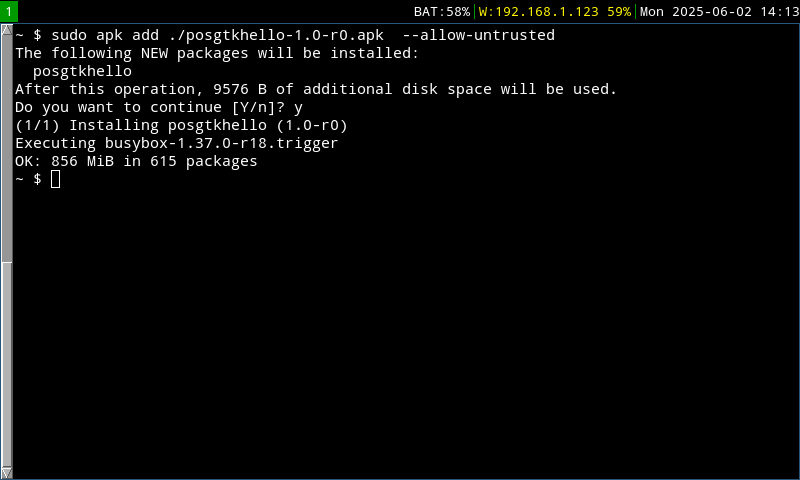 1
BAT:58% W:192.168.1.123 59% Mon 2025-06-02 14:13
~ $ sudo apk add ./posgtkhello-1.0-r0.apk  --allow-untrusted
The following NEW packages will be installed:
  posgtkhello
After this operation, 9576 B of additional disk space will be used.
Do you want to continue [Y/n]? y
(1/1) Installing posgtkhello (1.0-r0)
Executing busybox-1.37.0-r18.trigger
OK: 856 MiB in 615 packages
~ $